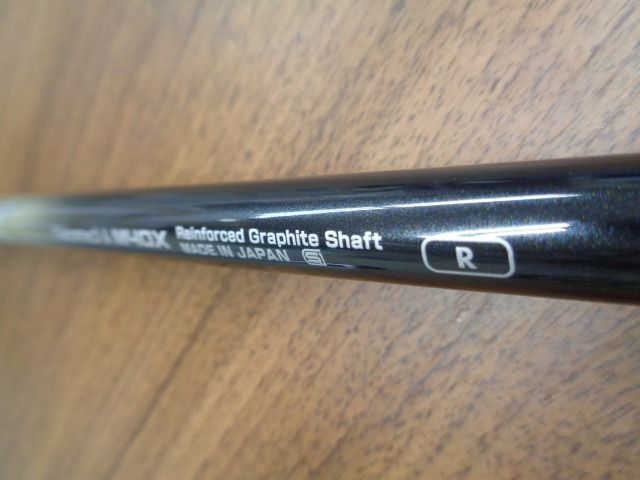 Reinforced Graphite Shaft
MADE IN JAPAN
R